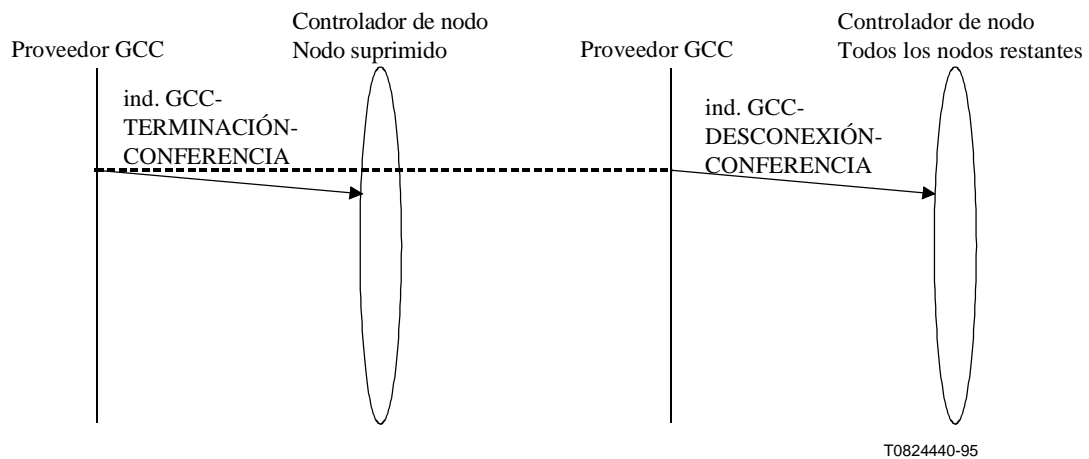 Proveedor GCC
Controlador de nodo
Nodo suprimido
Proveedor GCC
Controlador de nodo
Todos los nodos restantes
ind. GCC-
TERMINACIÓN-
CONFERENCIA
ind. GCC-
DESCONEXIÓN-
CONFERENCIA
T0824440-95